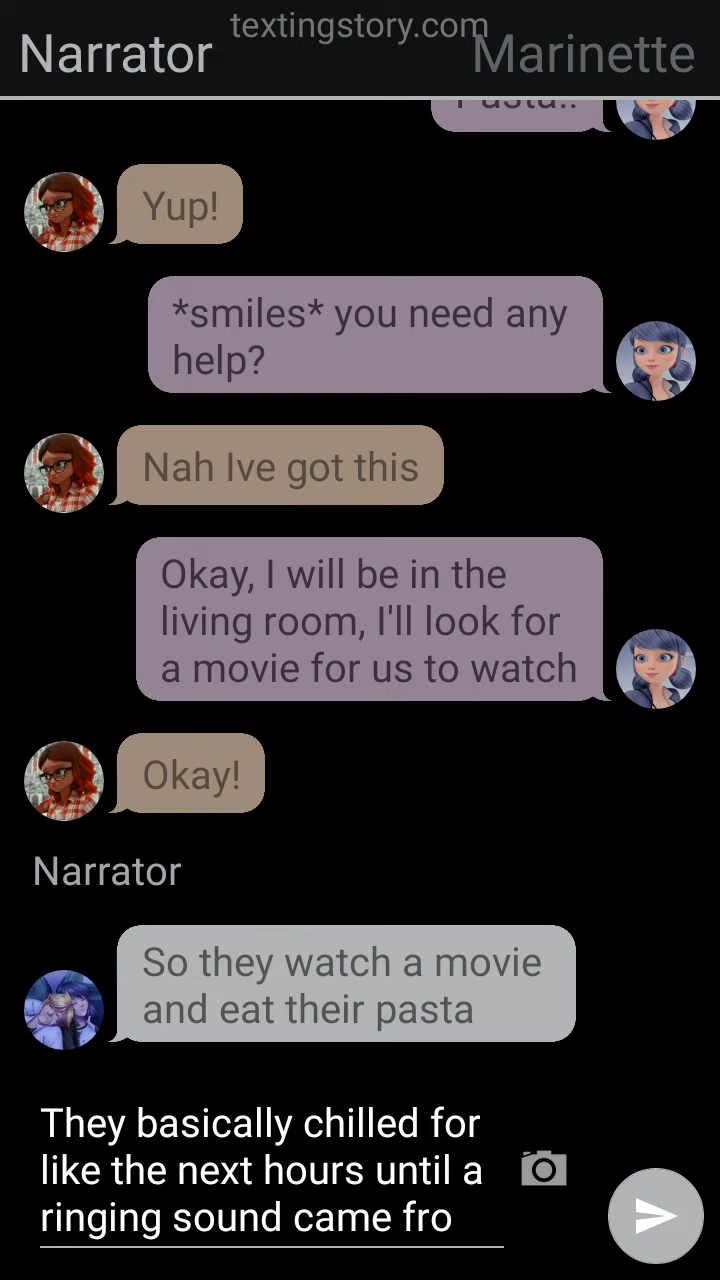 textingstory.com
Narrator
Marinette
Pasta..
Yup!
*smiles* you need any
help?
Nah Ive got this
Okay, I will be in the
living room, I'll look for
a movie for us to watch
Okay!
Narrator
So they watch a movie
and eat their pasta
They basically chilled for
like the next hours until a
ringing sound came fro